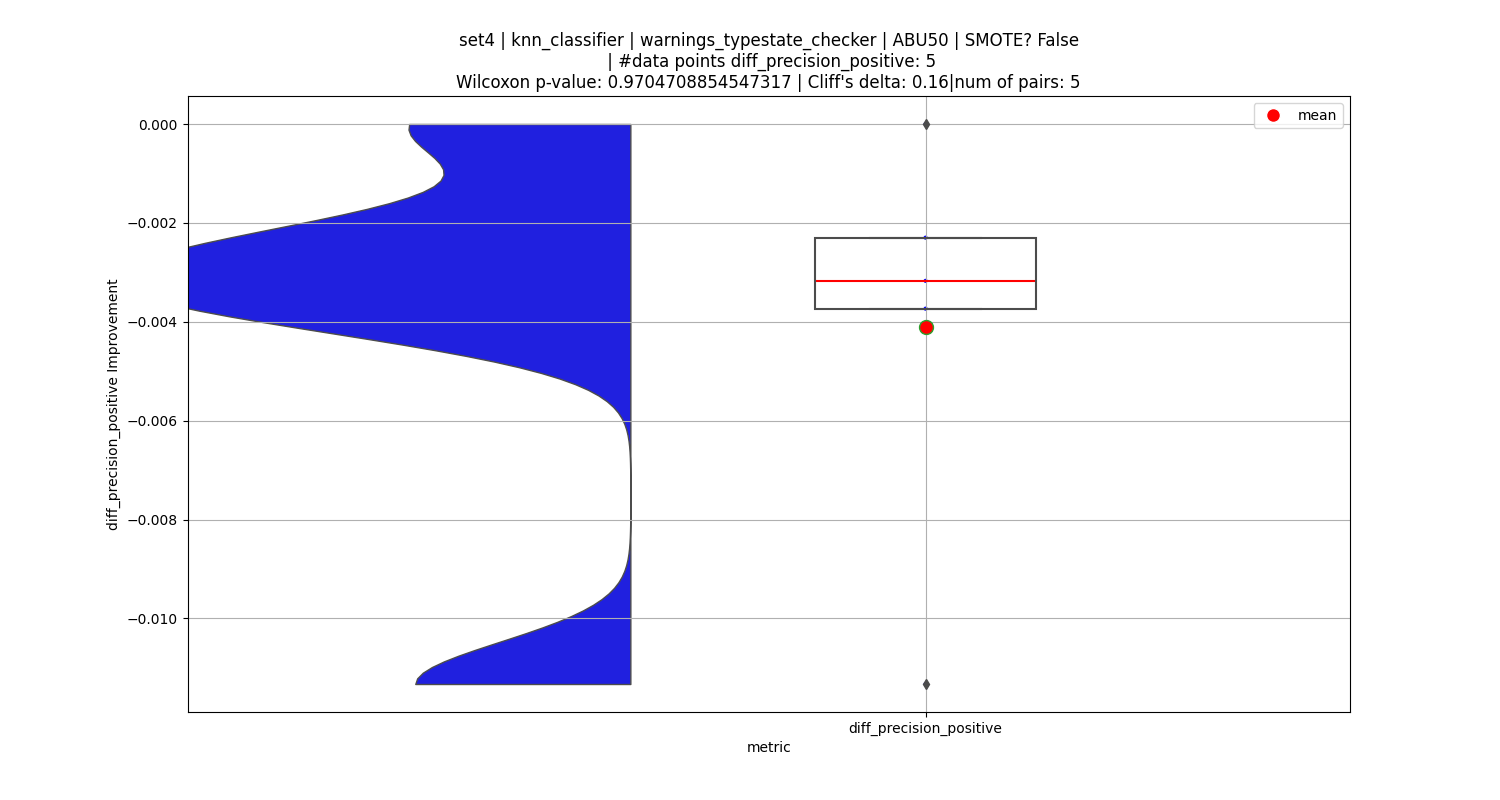 set4 | knn_classifier | warnings_typestate_checker | ABU50 | SMOTE? False
| #data points diff_precision_positive: 5
Wilcoxon p-value: 0.9704708854547317 | Cliff's delta: 0.16|num of pairs: 5
mean
0.000
−0.002
−0.004
−0.006
−0.008
−0.010
diff_precision_positive Improvement
diff_precision_positive
metric